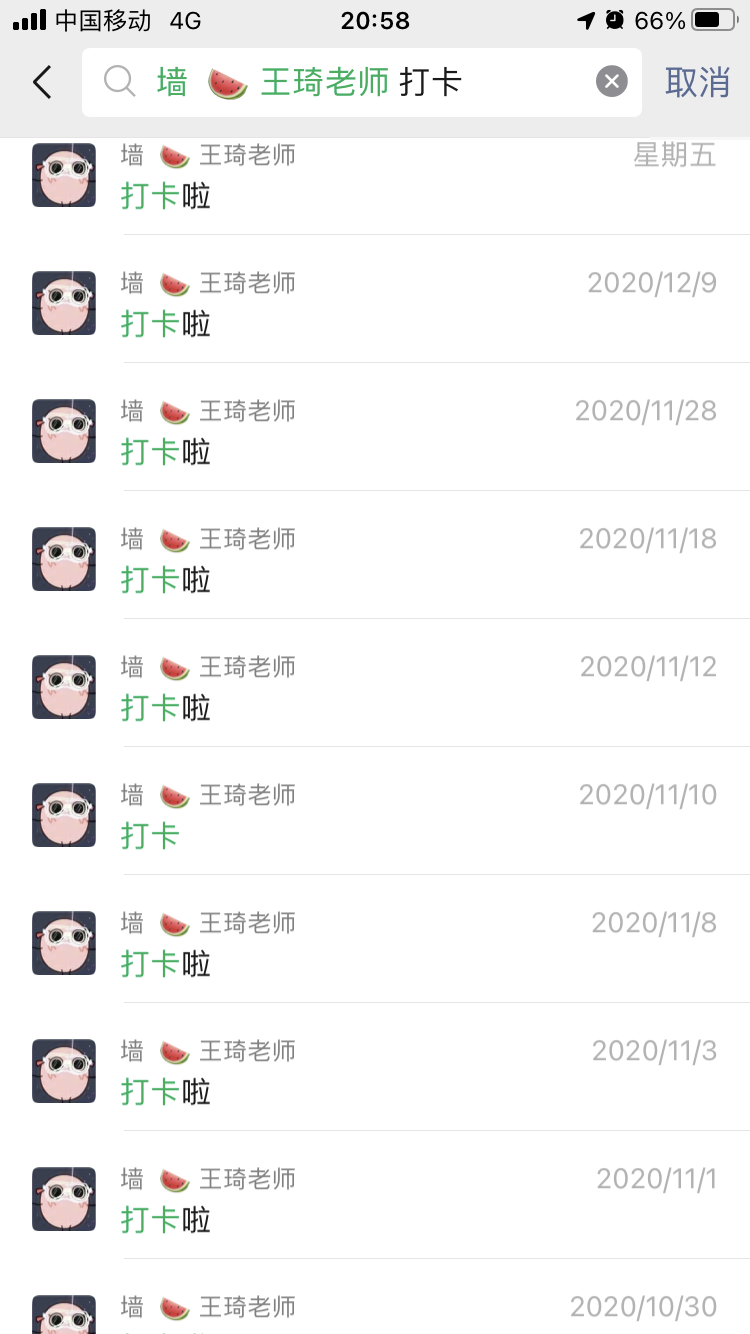 中国移动 4G 20:58 66%
墙 🍉 王琦老师 打卡 取消
墙 🍉 王琦老师 星期五
打卡啦
墙 🍉 王琦老师 2020/12/9
打卡啦
墙 🍉 王琦老师 2020/11/28
打卡啦
墙 🍉 王琦老师 2020/11/18
打卡啦
墙 🍉 王琦老师 2020/11/12
打卡啦
墙 🍉 王琦老师 2020/11/10
打卡
墙 🍉 王琦老师 2020/11/8
打卡啦
墙 🍉 王琦老师 2020/11/3
打卡啦
墙 🍉 王琦老师 2020/11/1
打卡啦
墙 🍉 王琦老师 2020/10/30